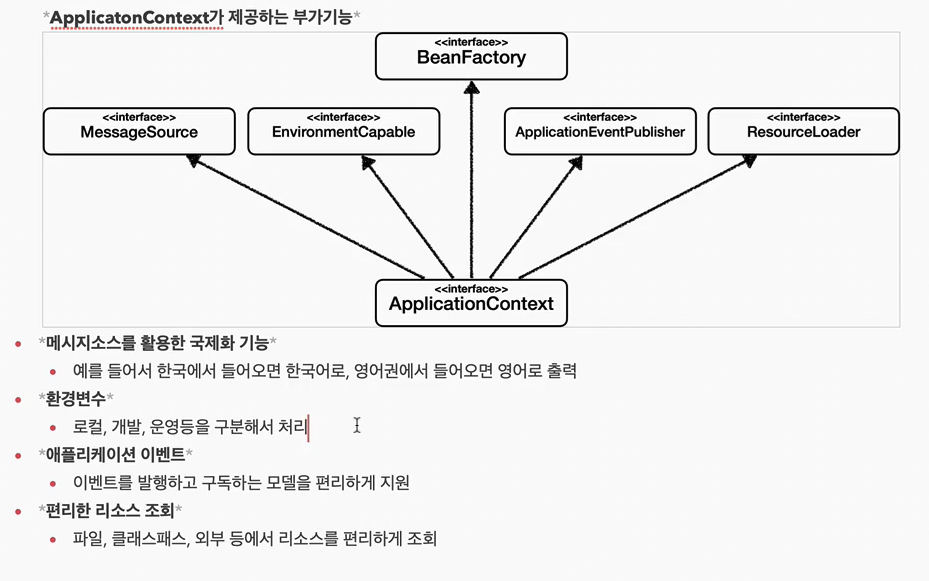 *ApplicatonContext가 제공하는 부가기능*
<<interface>>
BeanFactory
<<interface>>
MessageSource
<<interface>>
EnvironmentCapable
<<interface>>
ApplicationEventPublisher
<<interface>>
ResourceLoader
<<interface>>
ApplicationContext
• *메시지소스를 활용한 국제화 기능*
• 예를 들어서 한국에서 들어오면 한국어로, 영어권에서 들어오면 영어로 출력
• *환경변수*
• 로컬, 개발, 운영등을 구분해서 처리
• *애플리케이션 이벤트*
• 이벤트를 발행하고 구독하는 모델을 편리하게 지원
• *편리한 리소스 조회*
• 파일, 클래스패스, 외부 등에서 리소스를 편리하게 조회